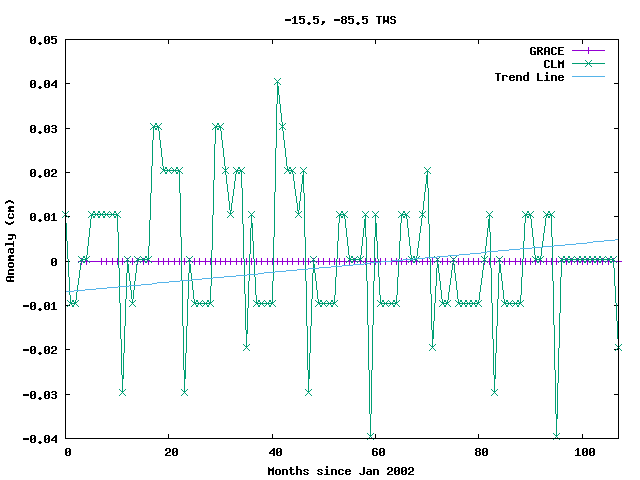 -15.5, -85.5 TWS
0.05
0.04
0.03
0.02
0.01
0
-0.01
-0.02
-0.03
-0.04
Anomaly (cm)
GRACE
CLM
Trend Line
0 20 40 60 80 100
Months since Jan 2002